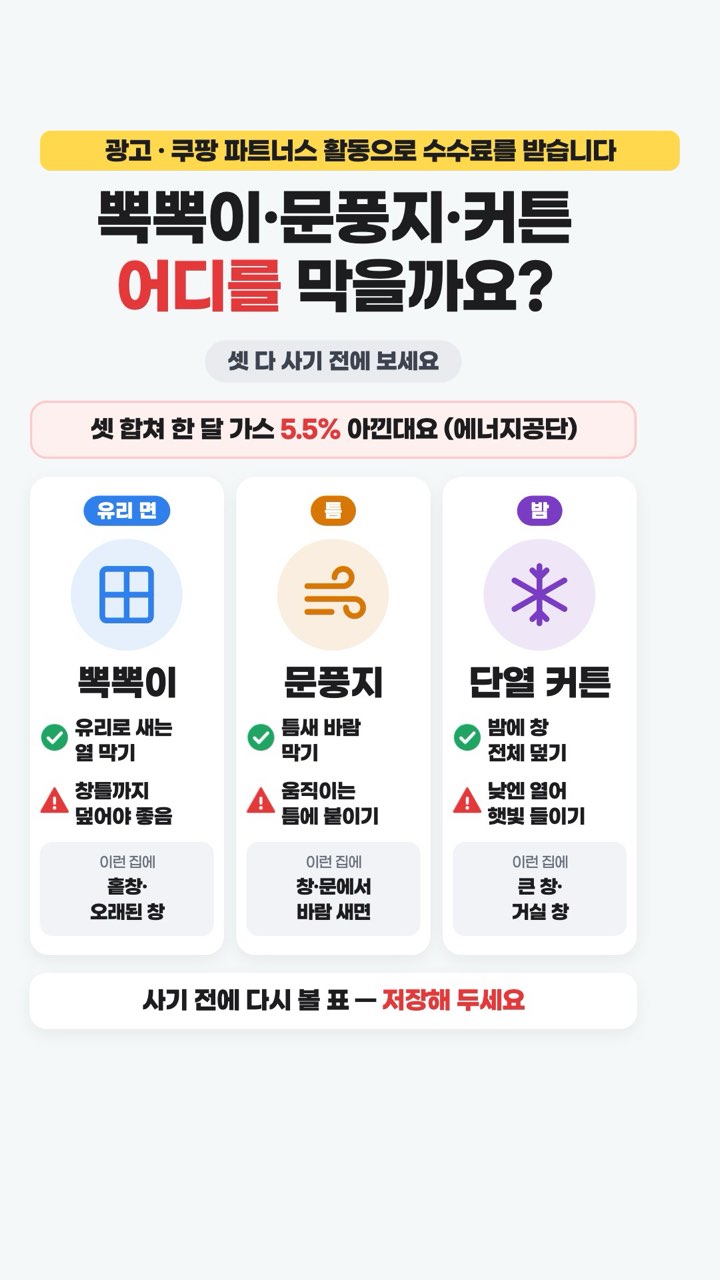 광고 · 쿠팡 파트너스 활동으로 수수료를 받습니다
뽁뽁이·문풍지·커튼
어디를 막을까요?
셋 다 사기 전에 보세요
셋 합쳐 한 달 가스 5.5% 아낀대요 (에너지공단)
유리 면
뽁뽁이
유리로 새는
열 막기
창틀까지
덮어야 좋음
이런 집에
홑창·
오래된 창
틈
문풍지
틈새 바람
막기
움직이는
틈에 붙이기
이런 집에
창·문에서
바람 새면
밤
단열 커튼
밤에 창
전체 덮기
낮엔 열어
햇빛 들이기
이런 집에
큰 창·
거실 창
사기 전에 다시 볼 표 — 저장해 두세요